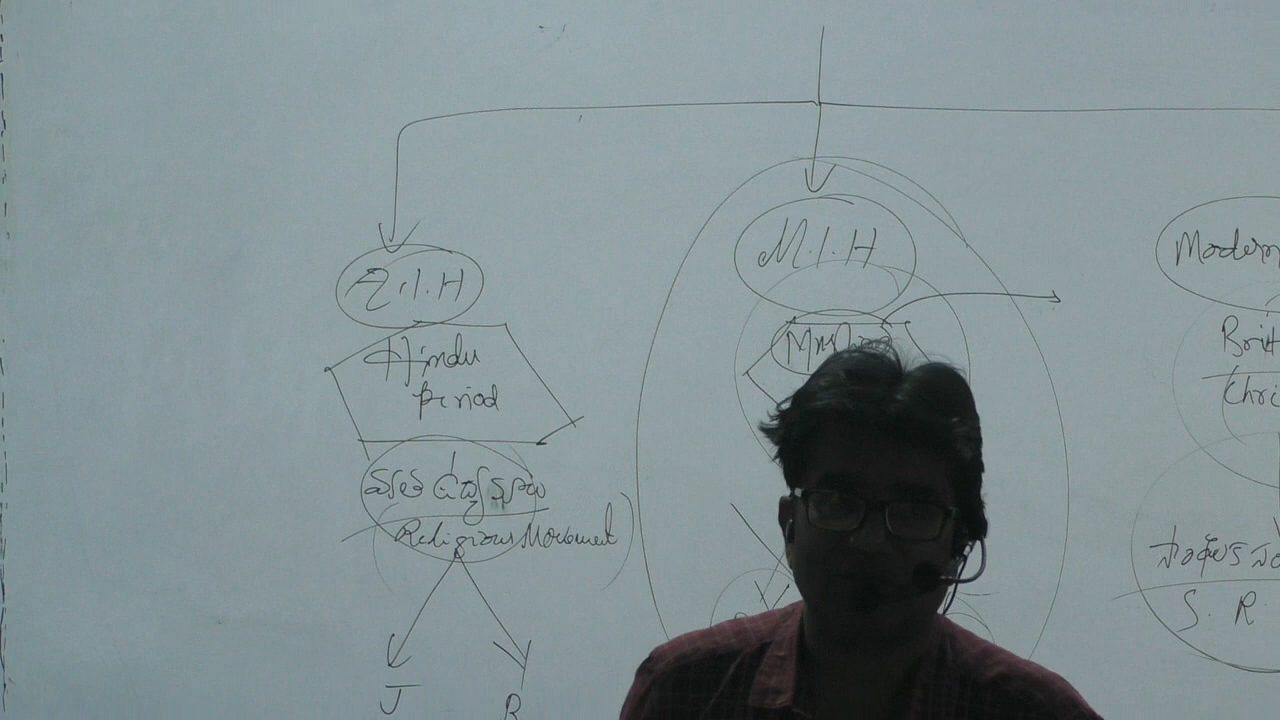 A.I.H
Hindu
period
మత ఉద్యమాలు
Religious Movement)
J
B
M.I.H
Modern
Brit
Chri
S. R.